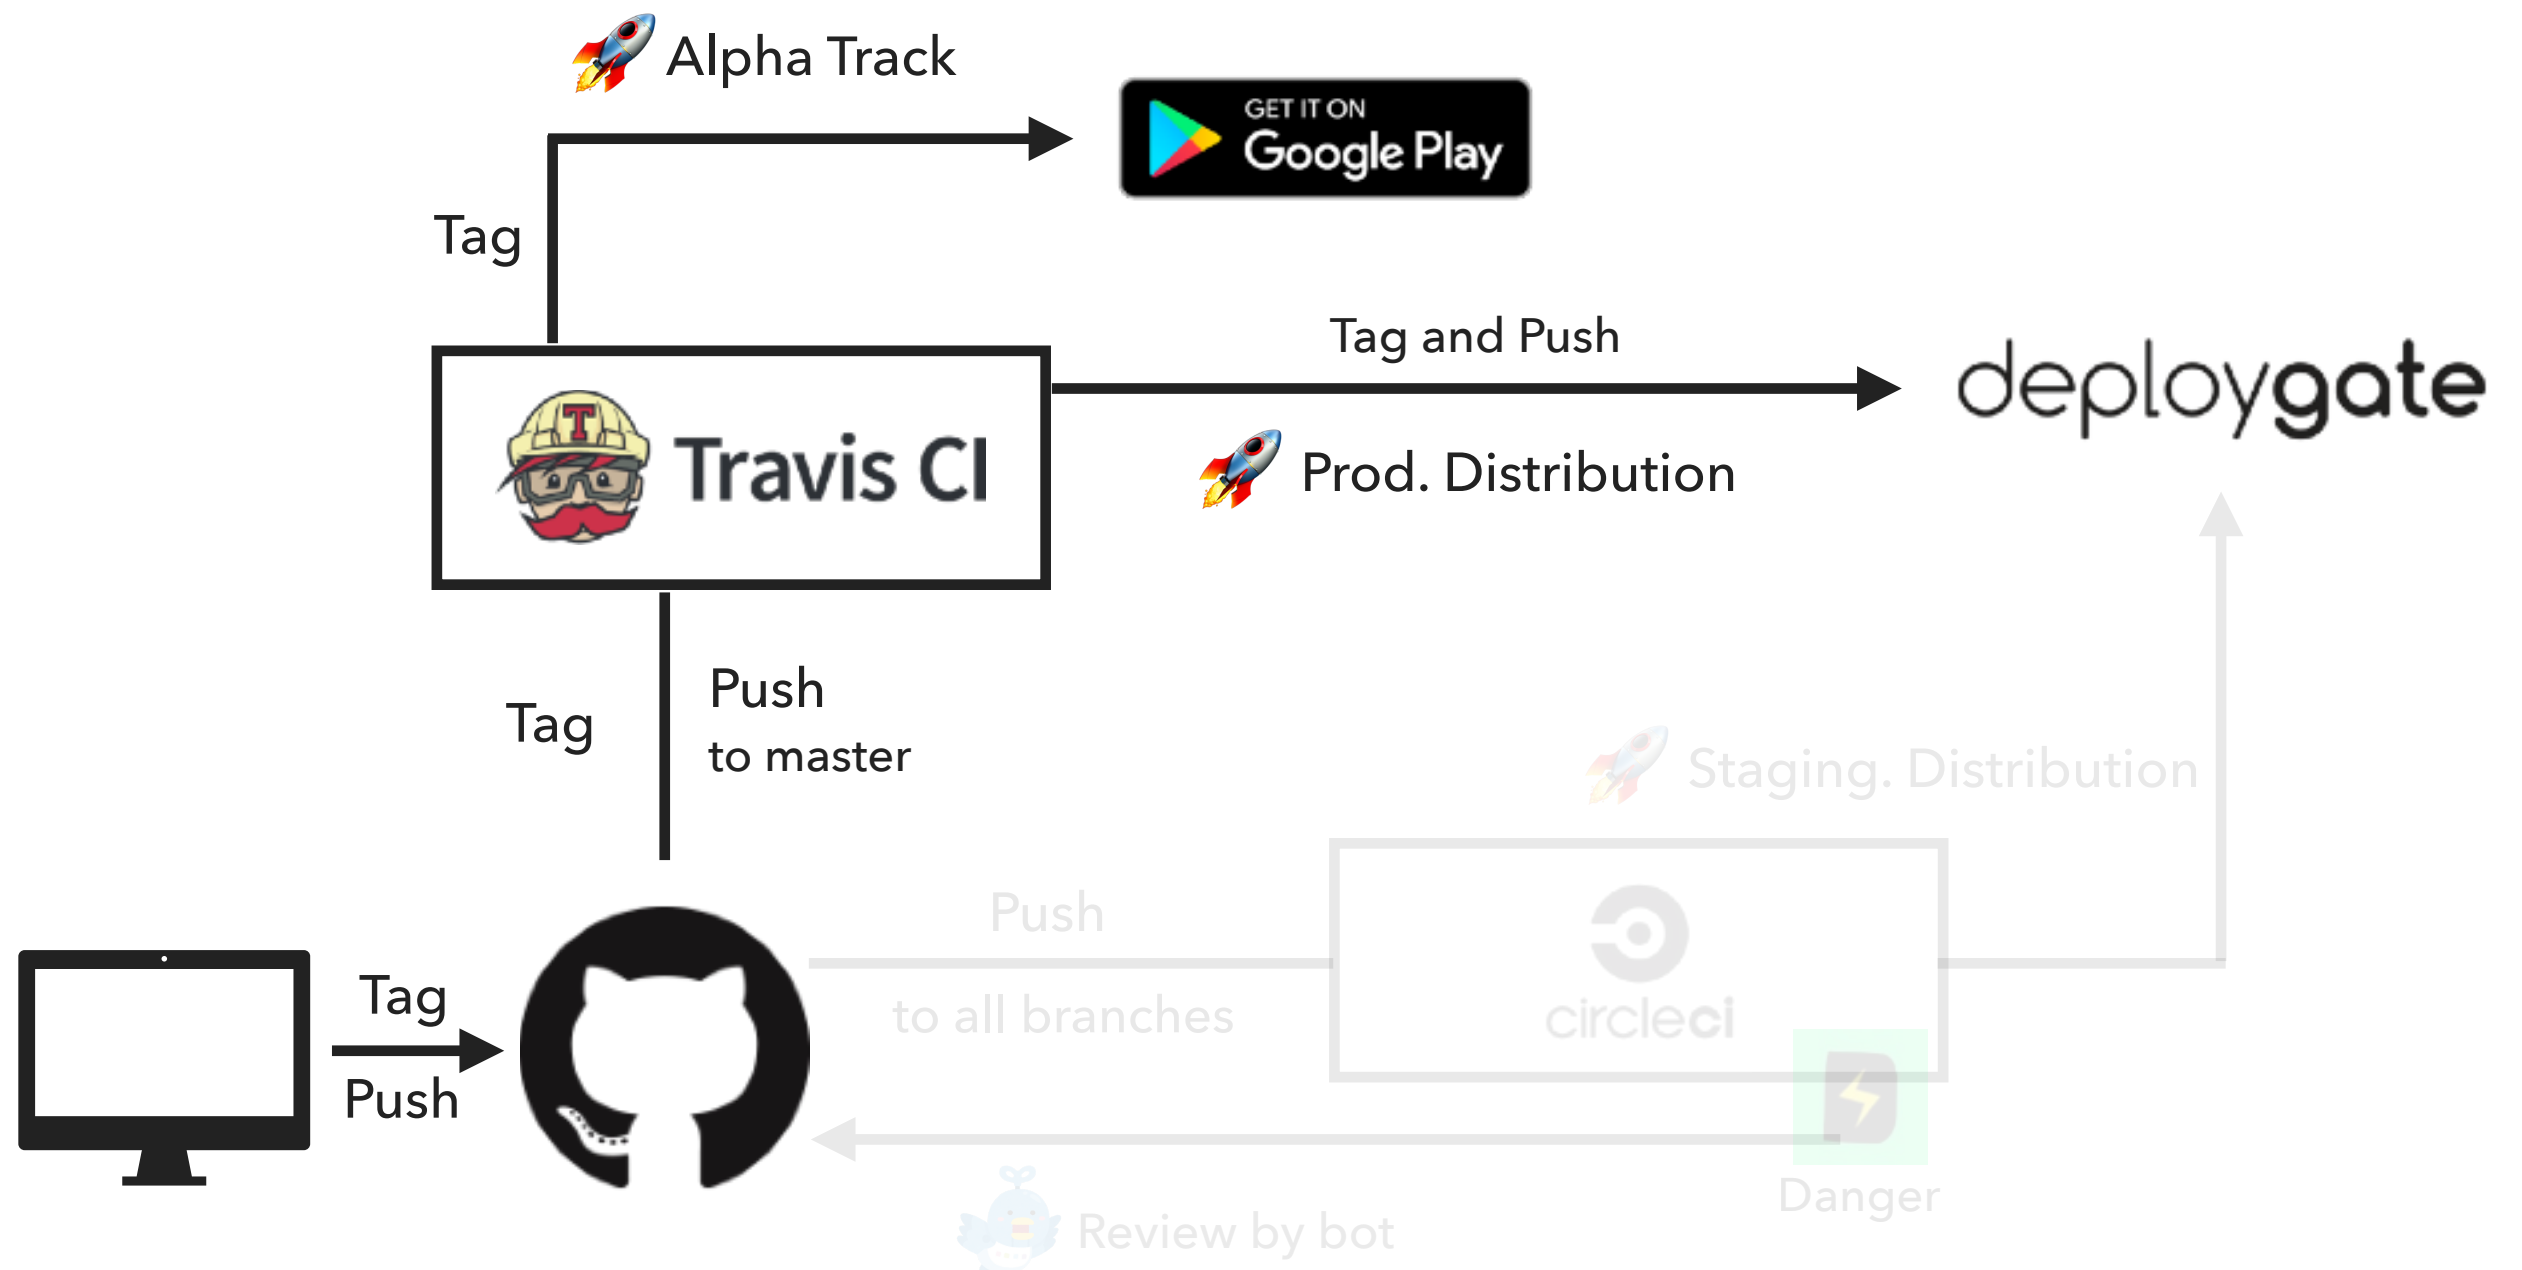 Alpha Track
GET IT ON
Google Play
Tag
Tag and Push
deploygate
T
Travis CI
Prod. Distribution
Push
to master
Tag
Staging. Distribution
Push
to all branches
circleci
Tag
Push
Danger
Review by bot